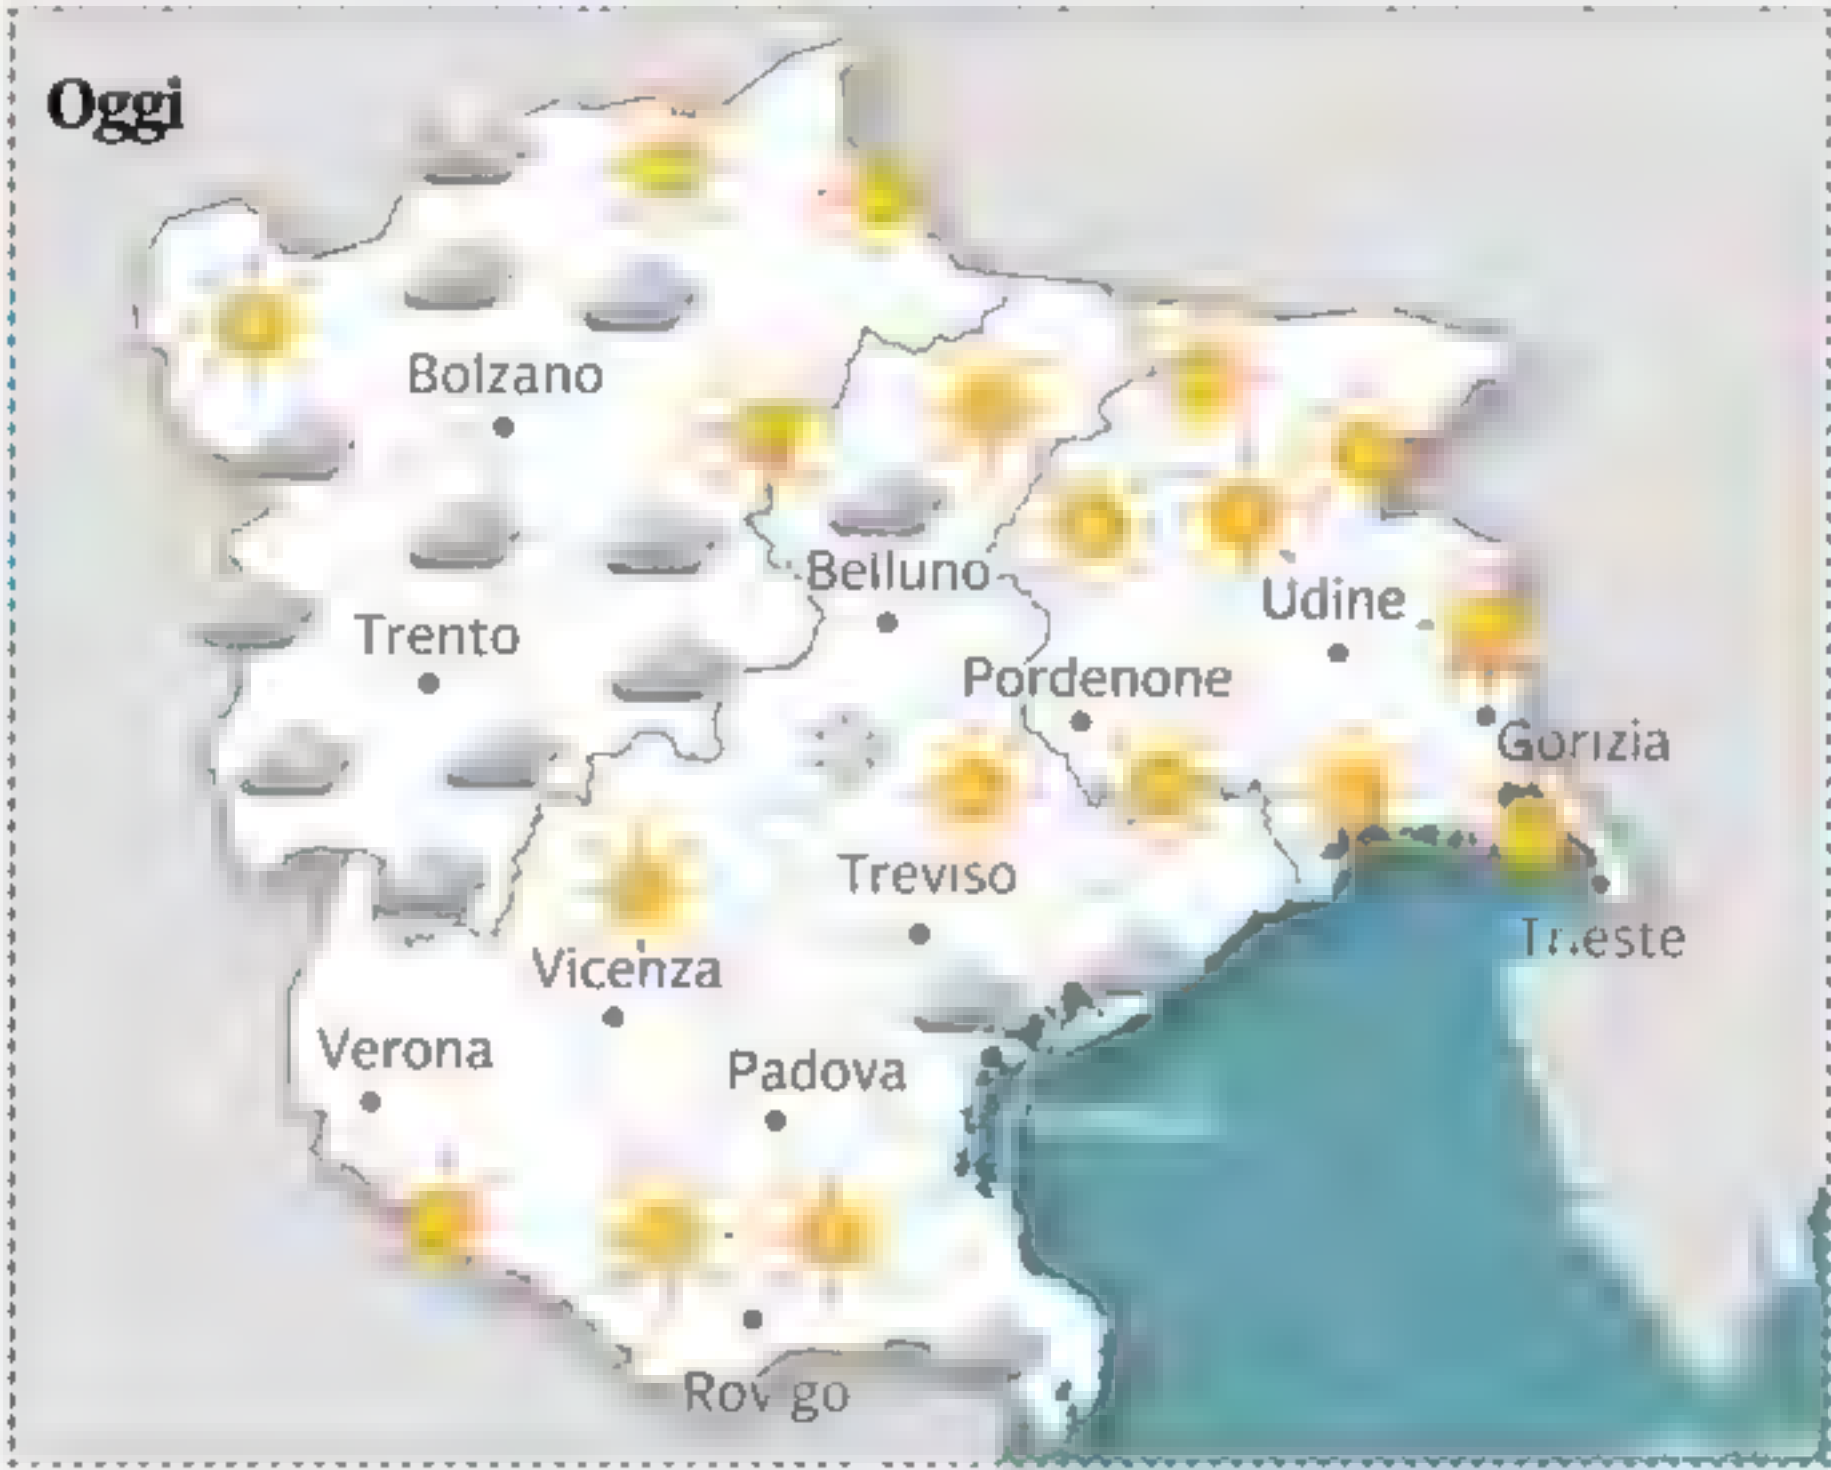 Oggi
Bolzano
Belluno
Udine
Trento
Pordenone
Gorizia
Treviso
Trieste
Vicenza
Verona
Padova
Rovigo